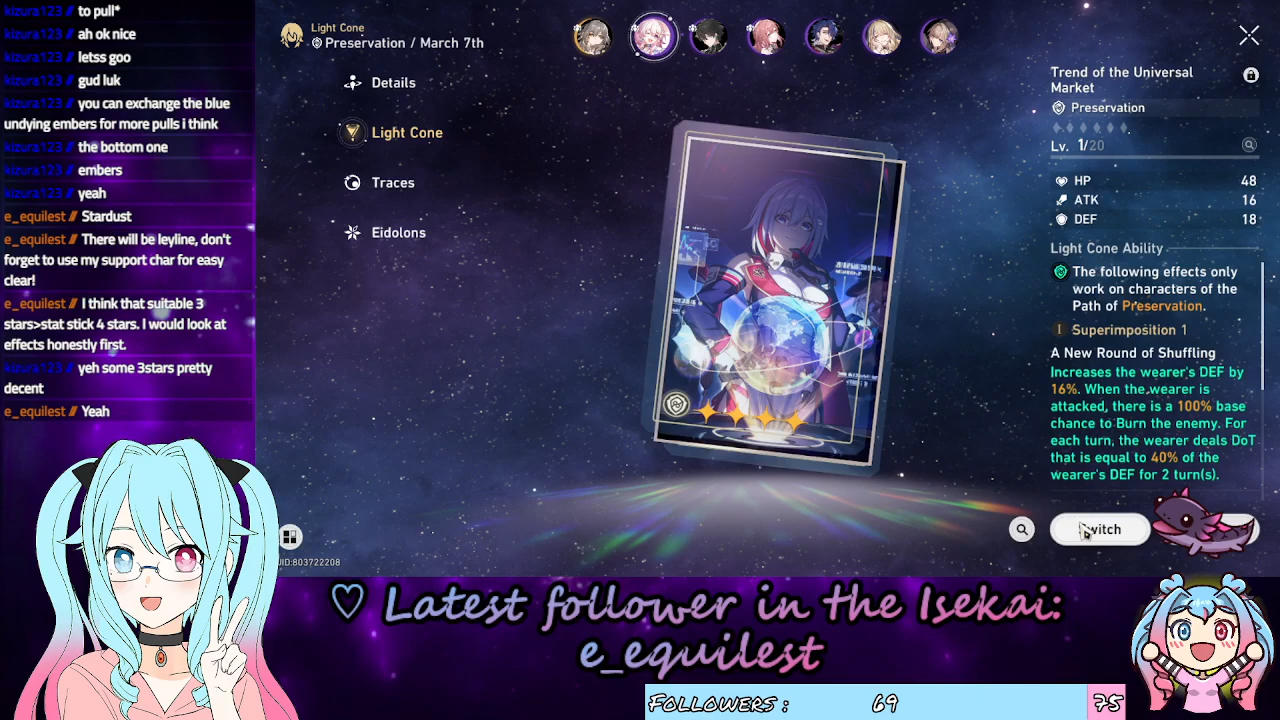 kizura123 // to pull*
kizura123 // ah ok nice
kizura123 // letss goo
kizura123 // gud luk
kizura123 // you can exchange the blue
undying embers for more pulls i think
kizura123 // the bottom one
kizura123 // embers
kizura123 // yeah
e_equilest // Stardust
e_equilest // There will be leyline, don't
forget to use my support char for easy
clear!
e_equilest // I think that suitable 3
stars>stat stick 4 stars. I would look at
effects honestly first.
kizura123 // yeh some 3stars pretty
decent
e_equilest // Yeah
Light Cone
Preservation / March 7th
Details
Light Cone
Traces
Eidolons
UID:803722208
Trend of the Universal
Market
Preservation
Lv. 1/20
HP 48
ATK 16
DEF 18
Light Cone Ability
The following effects only
work on characters of the
Path of Preservation.
I Superimposition 1
A New Round of Shuffling
Increases the wearer's DEF by
16%. When the wearer is
attacked, there is a 100% base
chance to Burn the enemy. For
each turn, the wearer deals DoT
that is equal to 40% of the
wearer's DEF for 2 turn(s).
Switch
♡ Latest follower in the Isekai:
e_equilest
Followers: 69 75